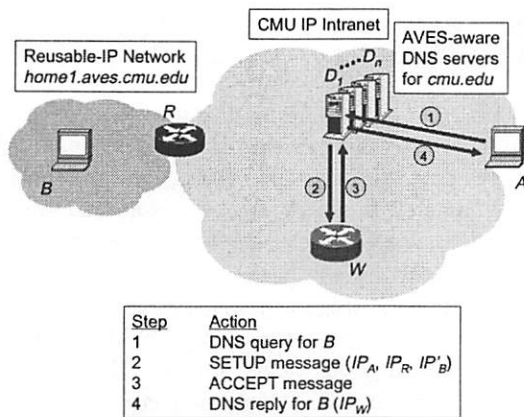 CMU IP Intranet
Reusable-IP Network
home1.aves.cmu.edu
AVES-aware
DNS servers
for cmu.edu
D1 Dn
R
B
1
4
A
2
3
W
Step Action
1 DNS query for B
2 SETUP message (IPA, IPR, IP'B)
3 ACCEPT message
4 DNS reply for B (IPW)